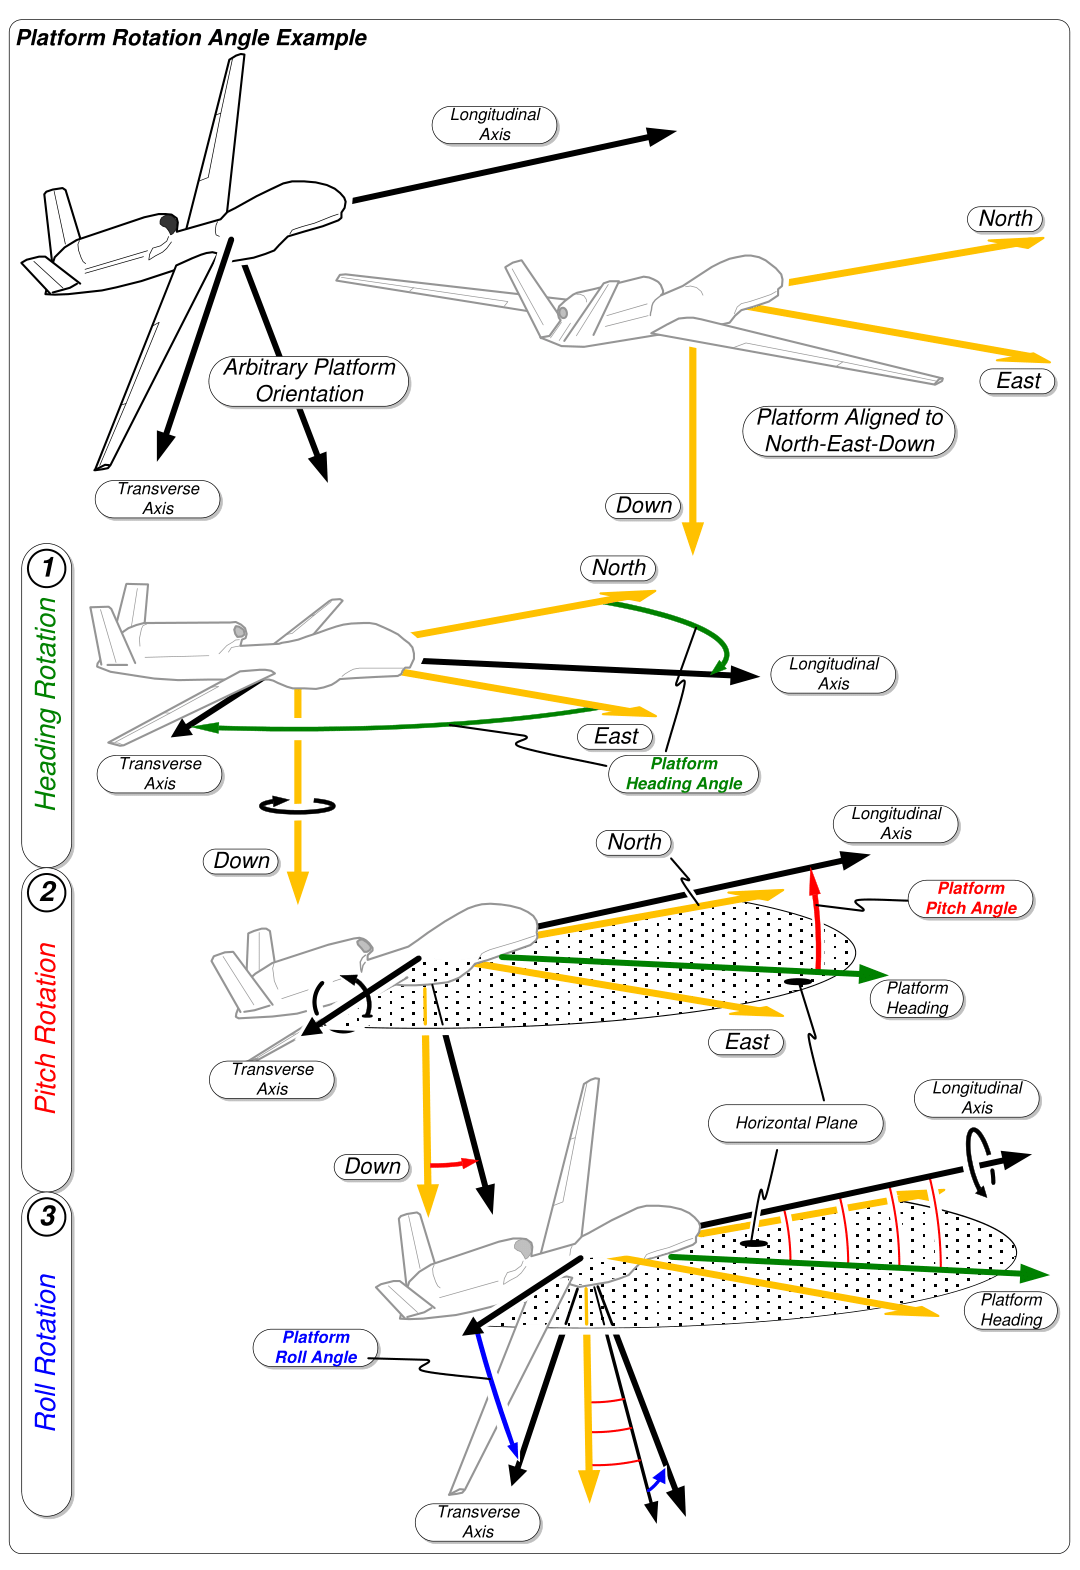 Platform Rotation Angle Example
Longitudinal
Axis
North
Arbitrary Platform
Orientation
East
Platform Aligned to
North-East-Down
Transverse
Axis
Down
1
Heading Rotation
North
Longitudinal
Axis
East
Transverse
Axis
Platform
Heading Angle
Down
2
Pitch Rotation
Longitudinal
Axis
North
Platform
Pitch Angle
Platform
Heading
East
Transverse
Axis
Horizontal Plane
Down
3
Roll Rotation
Longitudinal
Axis
Platform
Heading
Platform
Roll Angle
Transverse
Axis